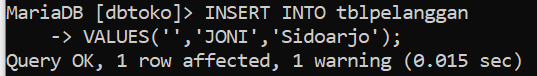 MariaDB [dbtoko]> INSERT INTO tblpelanggan
    -> VALUES('','JONI','Sidoarjo');
Query OK, 1 row affected, 1 warning (0.015 sec)